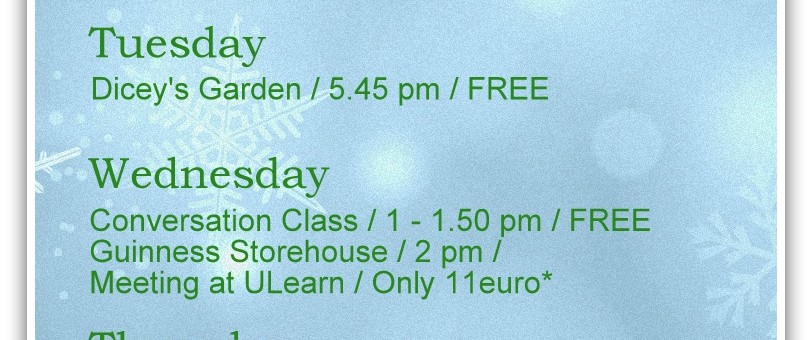 Tuesday
Dicey's Garden / 5.45 pm / FREE
Wednesday
Conversation Class / 1 - 1.50 pm / FREE
Guinness Storehouse / 2 pm /
Meeting at ULearn / Only 11euro*